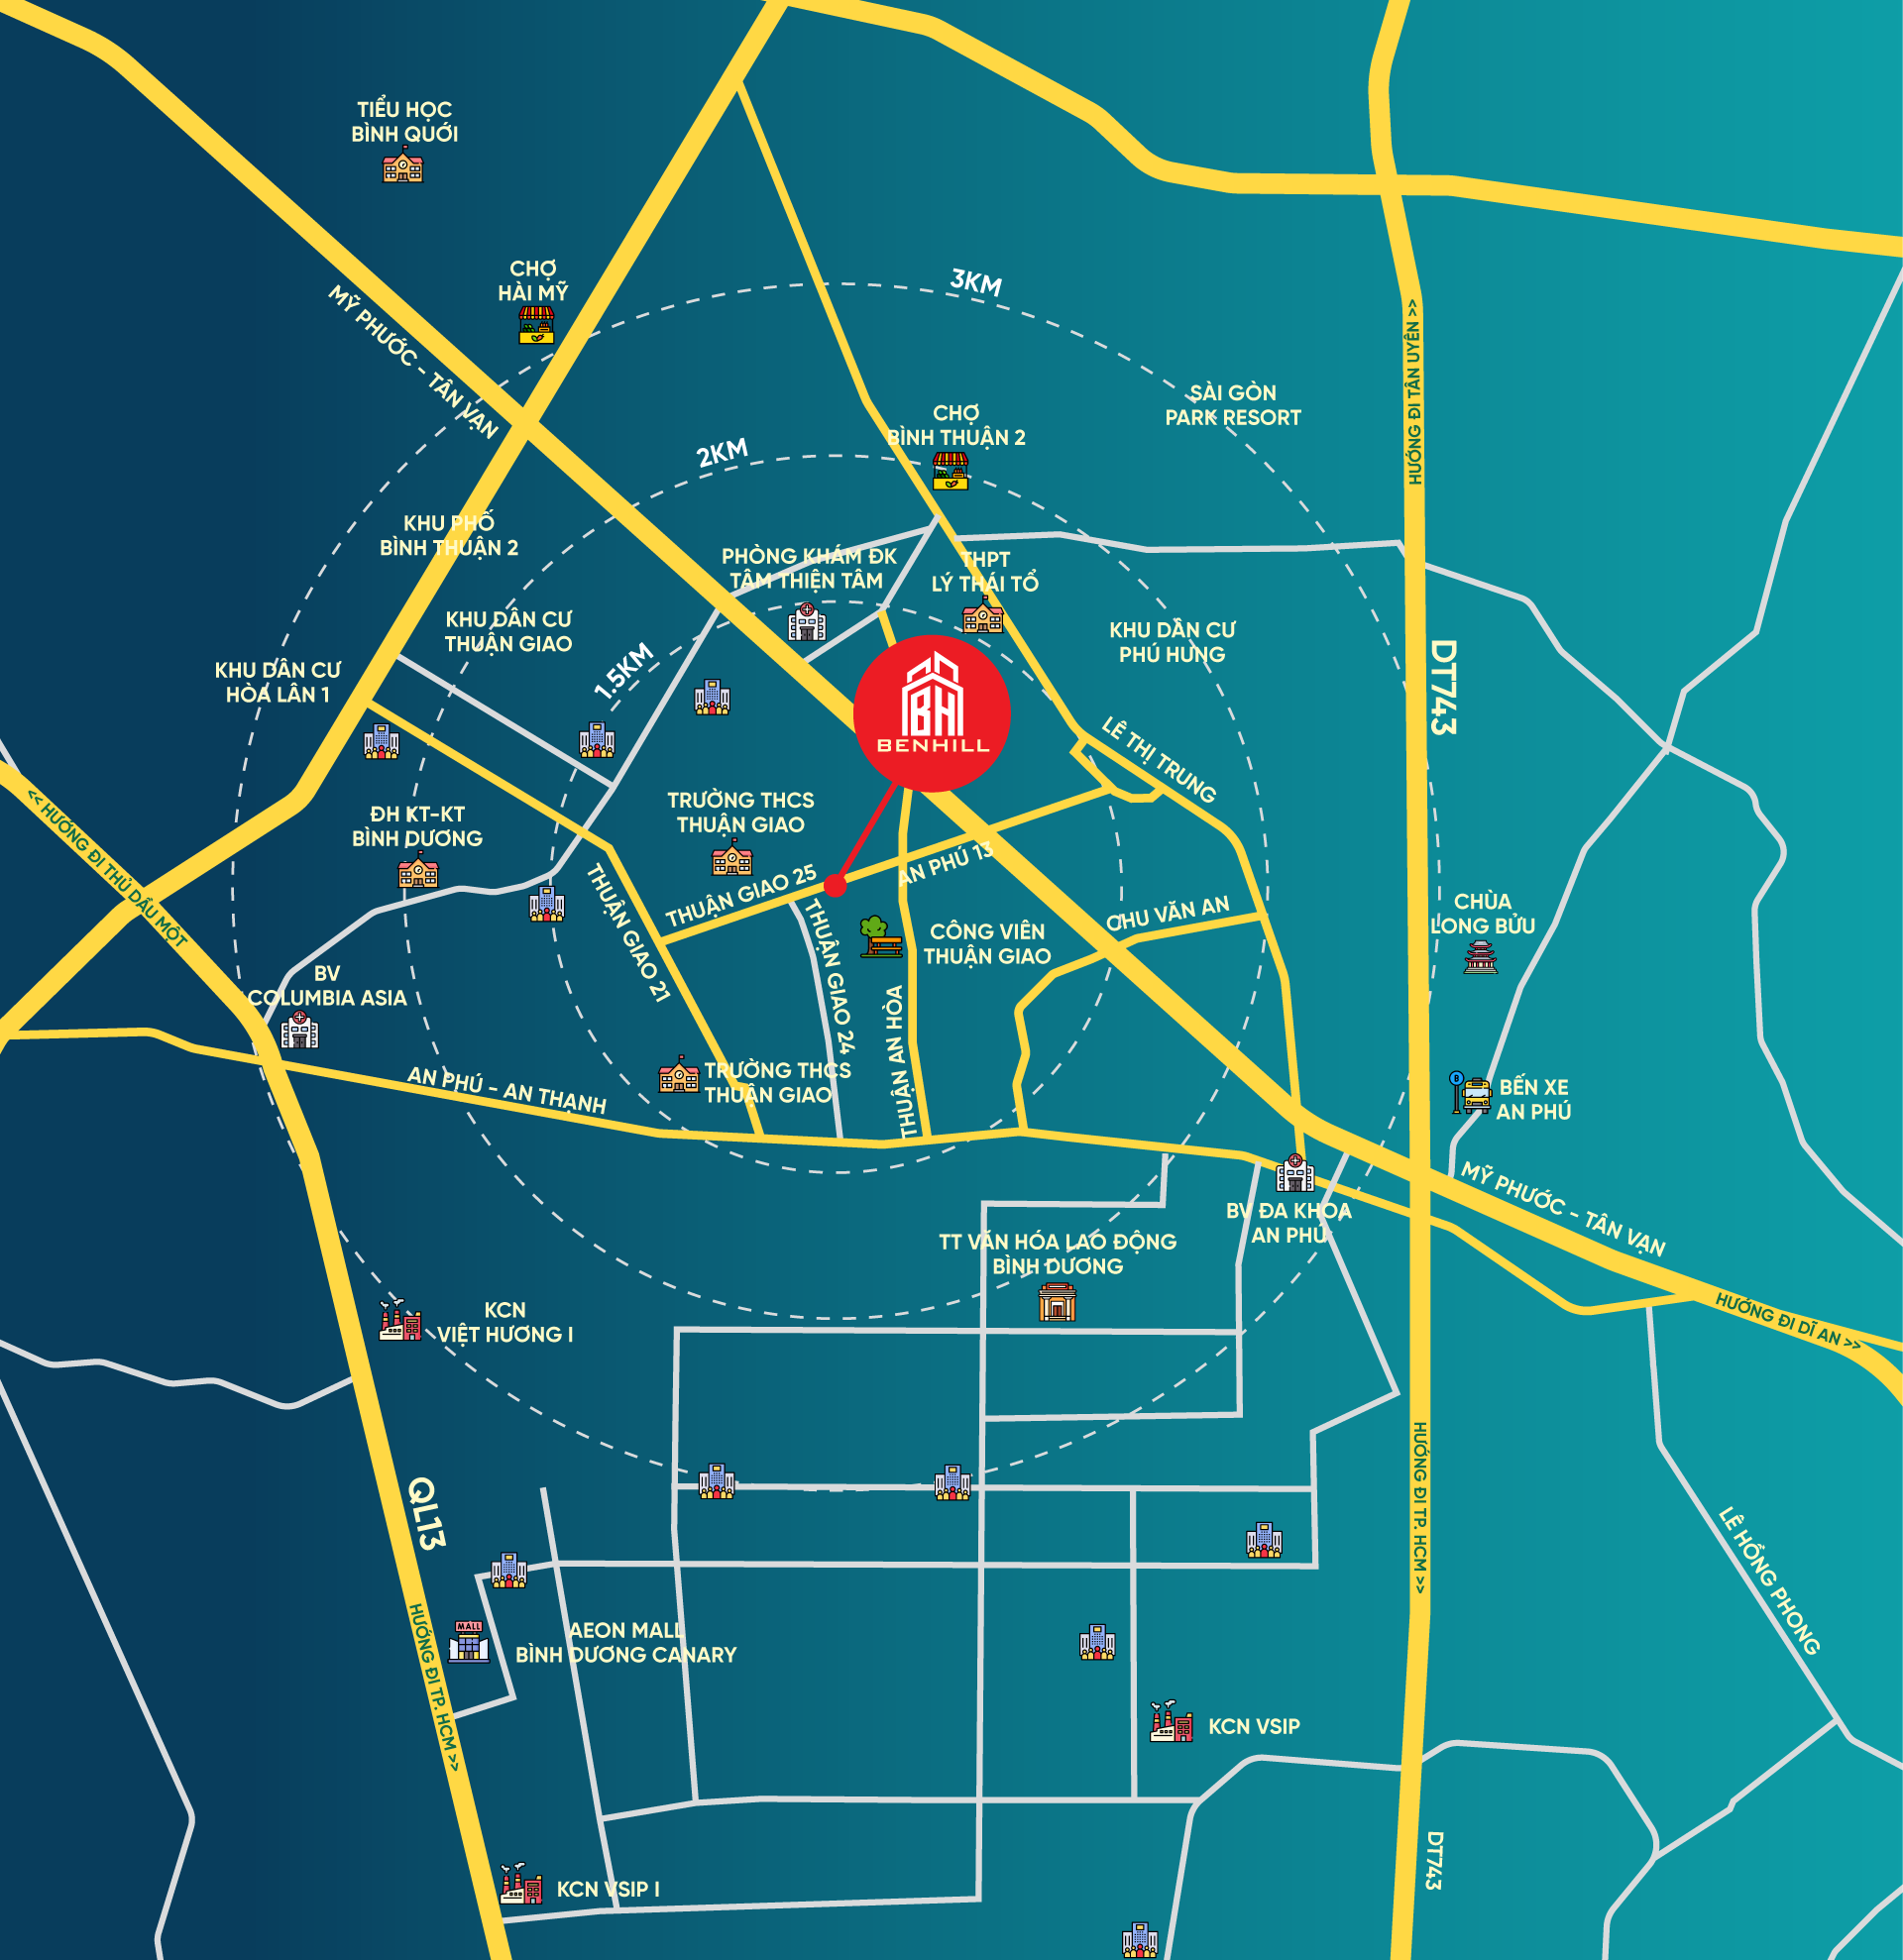 TIỂU HỌC
BÌNH QUỚI
CHỢ
HÀI MỸ
3KM
MỸ PHƯỚC - TÂN VẠN
HƯỚNG ĐI TÂN UYÊN >>
SÀI GÒN
PARK RESORT
CHỢ
BÌNH THUẬN 2
2KM
KHU PHỐ
BÌNH THUẬN 2
PHÒNG KHÁM ĐK
TÂM THIỆN TÂM
THPT
LÝ THÁI TỔ
KHU DÂN CƯ
THUẬN GIAO
KHU DÂN CƯ
PHÚ HƯNG
1.5KM
KHU DÂN CƯ
HÒA LÂN 1
DT743
BH
BENHILL
LÊ THỊ TRUNG
<< HƯỚNG ĐI THỦ DẦU MỘT
ĐH KT-KT
BÌNH DƯƠNG
TRƯỜNG THCS
THUẬN GIAO
AN PHÚ 13
THUẬN GIAO 25
THUẬN GIAO 21
THUẬN GIAO 24
CHU VĂN AN
CHÙA
LONG BỬU
CÔNG VIÊN
THUẬN GIAO
BV
COLUMBIA ASIA
THUẬN AN HÒA
AN PHÚ - AN THẠNH
TRƯỜNG THCS
THUẬN GIAO
B
BẾN XE
AN PHÚ
MỸ PHƯỚC - TÂN VẠN
BV ĐA KHOA
AN PHÚ
TT VĂN HÓA LAO ĐỘNG
BÌNH DƯƠNG
HƯỚNG ĐI DĨ AN >>
KCN
VIỆT HƯƠNG I
QL13
HƯỚNG ĐI TP. HCM >>
LÊ HỒNG PHONG
HƯỚNG ĐI TP. HCM >>
MALL
AEON MALL
BÌNH DƯƠNG CANARY
KCN VSIP
DT743
KCN VSIP I